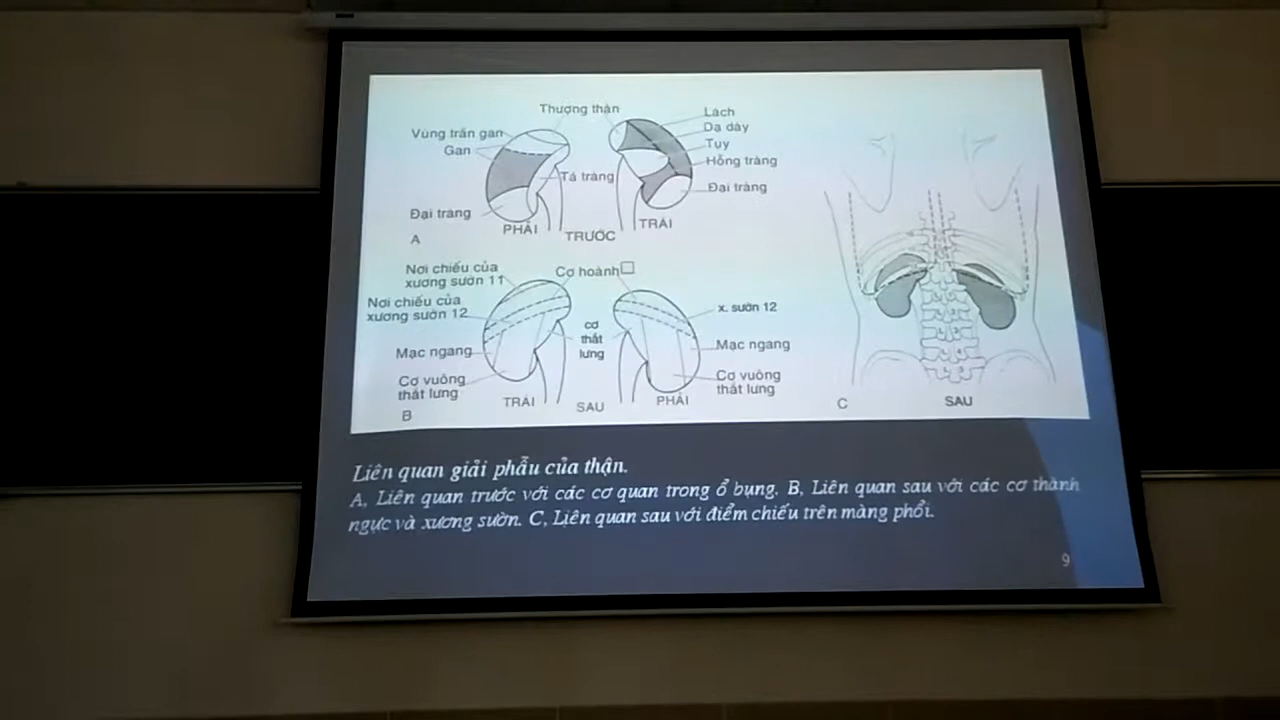 Thượng thận
Vùng trần gan
Gan
Tá tràng
Đại tràng
PHẢI
A
TRƯỚC
Lách
Dạ dày
Tụy
Hỗng tràng
Đại tràng
TRÁI
Nơi chiếu của
xương sườn 11
Nơi chiếu của
xương sườn 12
Cơ hoành
x. sườn 12
cơ
thắt
lưng
Mạc ngang
Mạc ngang
Cơ vuông
thắt lưng
Cơ vuông
thắt lưng
TRÁI
SAU
PHẢI
B
C
SAU
Liên quan giải phẫu của thận.
A, Liên quan trước với các cơ quan trong ổ bụng. B, Liên quan sau với các cơ thành
ngực và xương sườn. C, Liên quan sau với điểm chiếu trên màng phổi.
9